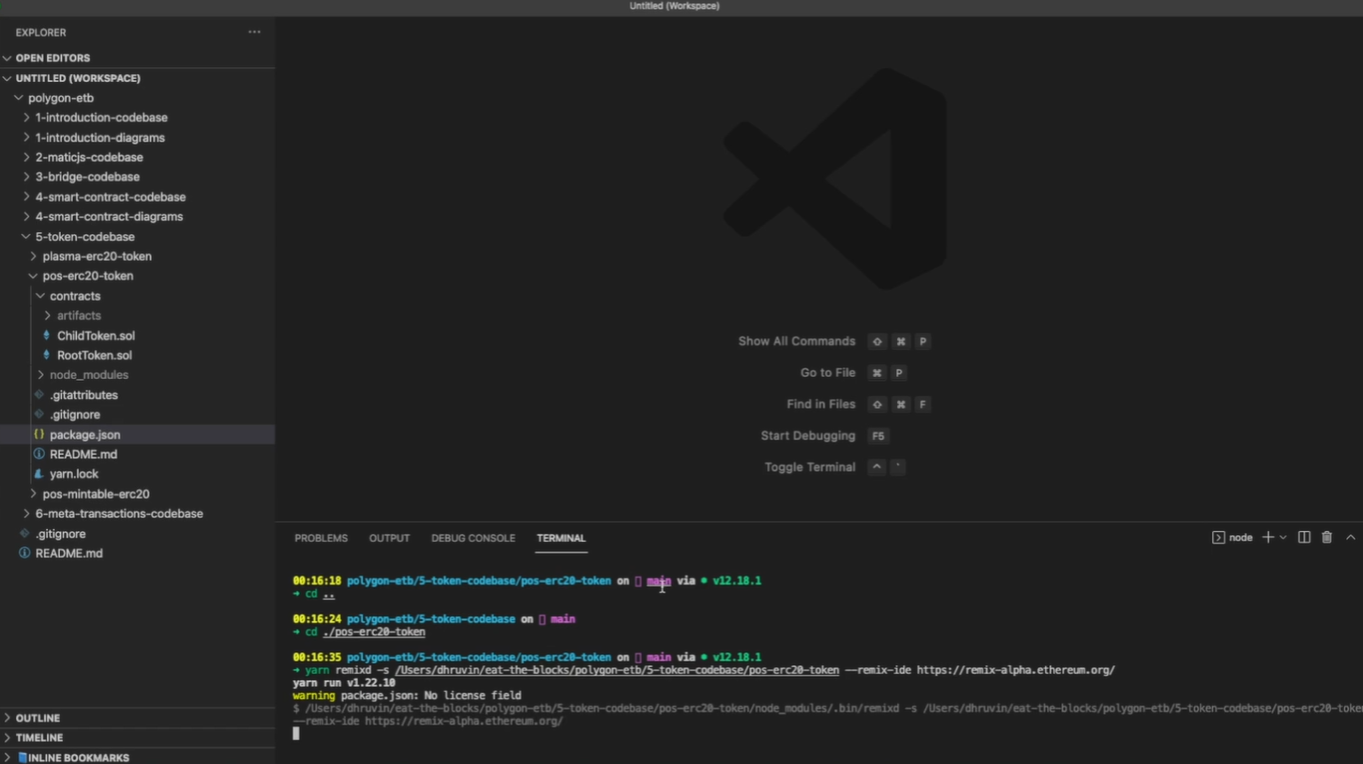 Untitled (Workspace)
EXPLORER
OPEN EDITORS
UNTITLED (WORKSPACE)
polygon-etb
1-introduction-codebase
1-introduction-diagrams
2-maticjs-codebase
3-bridge-codebase
4-smart-contract-codebase
4-smart-contract-diagrams
5-token-codebase
plasma-erc20-token
pos-erc20-token
contracts
artifacts
ChildToken.sol
RootToken.sol
node_modules
.gitattributes
.gitignore
package.json
README.md
yarn.lock
pos-mintable-erc20
6-meta-transactions-codebase
.gitignore
README.md
OUTLINE
TIMELINE
INLINE BOOKMARKS
Show All Commands ⇧ ⌘ P
Go to File ⌘ P
Find in Files ⇧ ⌘ F
Start Debugging F5
Toggle Terminal ^ `
PROBLEMS OUTPUT DEBUG CONSOLE TERMINAL
node
00:16:18 polygon-etb/5-token-codebase/pos-erc20-token on main via v12.18.1
→ cd ..
00:16:24 polygon-etb/5-token-codebase on main
→ cd ./pos-erc20-token
00:16:35 polygon-etb/5-token-codebase/pos-erc20-token on main via v12.18.1
→ yarn remixd -s /Users/dhruvin/eat-the-blocks/polygon-etb/5-token-codebase/pos-erc20-token --remix-ide https://remix-alpha.ethereum.org/
yarn run v1.22.10
warning package.json: No license field
$ /Users/dhruvin/eat-the-blocks/polygon-etb/5-token-codebase/pos-erc20-token/node_modules/.bin/remixd -s /Users/dhruvin/eat-the-blocks/polygon-etb/5-token-codebase/pos-erc20-toke
--remix-ide https://remix-alpha.ethereum.org/